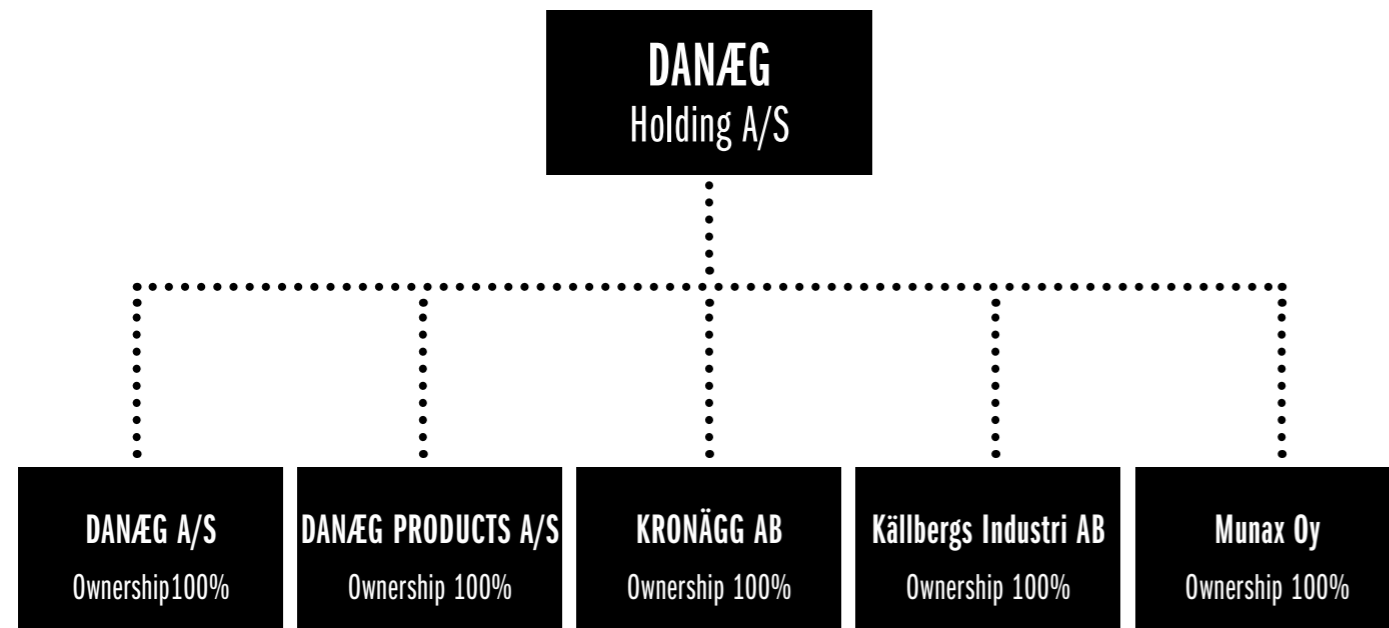 DANÆG
Holding A/S
DANÆG A/S
Ownership100%
DANÆG PRODUCTS A/S
Ownership 100%
KRONÄGG AB
Ownership 100%
Källbergs Industri AB
Ownership 100%
Munax Oy
Ownership 100%